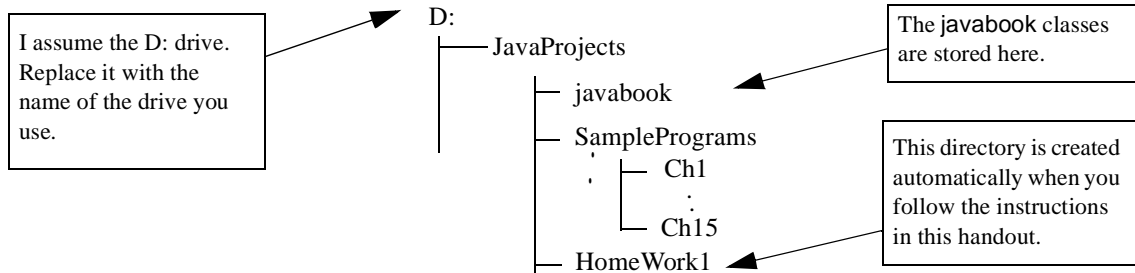 I assume the D: drive.
Replace it with the
name of the drive you
use.
D:
JavaProjects
javabook
SamplePrograms
Ch1
Ch15
HomeWork1
The javabook classes
are stored here.
This directory is created
automatically when you
follow the instructions
in this handout.